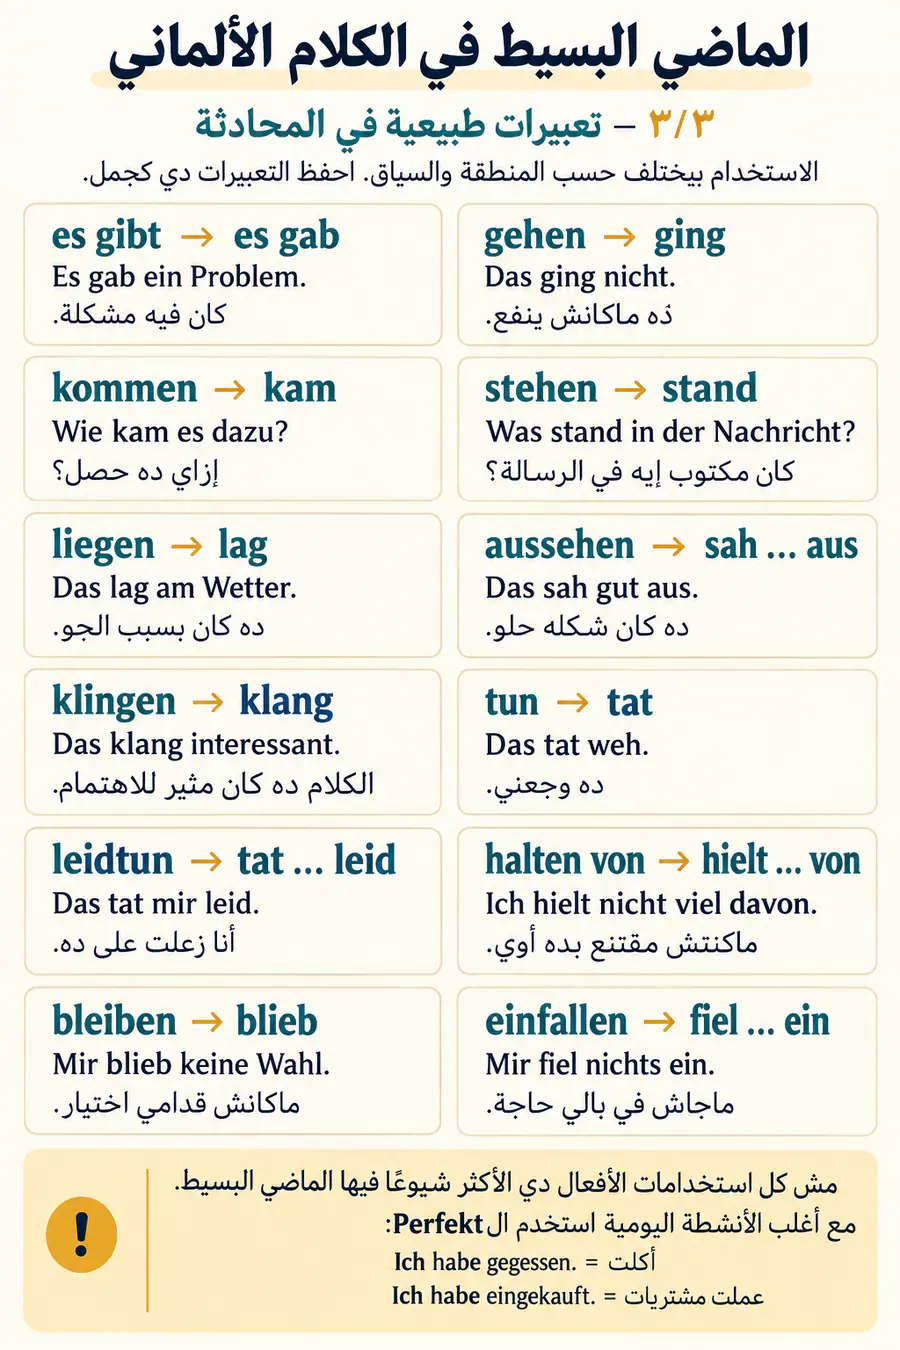 الماضي البسيط في الكلام الألماني
٣/٣ – تعبيرات طبيعية في المحادثة
الاستخدام بيختلف حسب المنطقة والسياق. احفظ التعبيرات دي كجمل.
es gibt → es gab
Es gab ein Problem.
كان فيه مشكلة.
gehen → ging
Das ging nicht.
ده ماكانش ينفع.
kommen → kam
Wie kam es dazu?
إزاي ده حصل؟
stehen → stand
Was stand in der Nachricht?
كان مكتوب إيه في الرسالة؟
liegen → lag
Das lag am Wetter.
ده كان بسبب الجو.
aussehen → sah ... aus
Das sah gut aus.
ده كان شكله حلو.
klingen → klang
Das klang interessant.
الكلام ده كان مثير للاهتمام.
tun → tat
Das tat weh.
ده وجعني.
leidtun → tat ... leid
Das tat mir leid.
أنا زعلت على ده.
halten von → hielt ... von
Ich hielt nicht viel davon.
ماكنتش مقتنع بده أوي.
bleiben → blieb
Mir blieb keine Wahl.
ماكانش قدامي اختيار.
einfallen → fiel ... ein
Mir fiel nichts ein.
ماجاش في بالي حاجة.
!
مش كل استخدامات الأفعال دي الأكثر شيوعًا فيها الماضي البسيط.
مع أغلب الأنشطة اليومية استخدم ال Perfekt:
Ich habe gegessen. = أكلت
Ich habe eingekauft. = عملت مشتريات